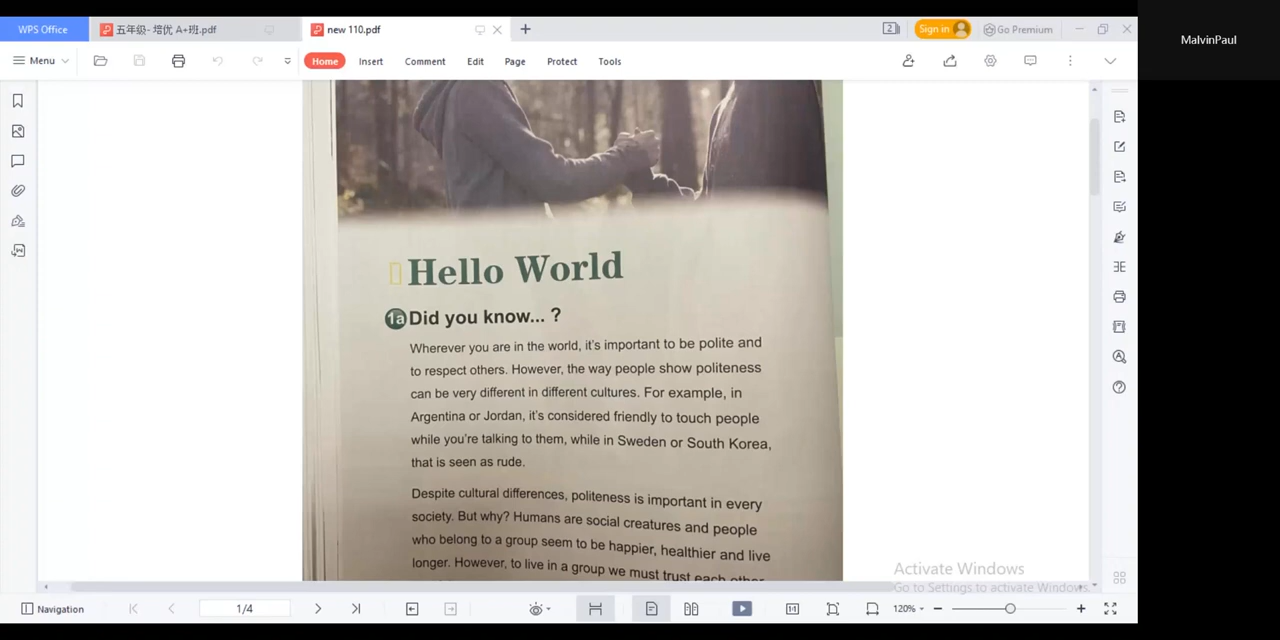 WPS Office
五年级- 培优 A+班.pdf
new 110.pdf
2
Sign in
Go Premium
MalvinPaul
Menu
Home
Insert
Comment
Edit
Page
Protect
Tools
Hello World
1a Did you know... ?
Wherever you are in the world, it's important to be polite and
to respect others. However, the way people show politeness
can be very different in different cultures. For example, in
Argentina or Jordan, it's considered friendly to touch people
while you're talking to them, while in Sweden or South Korea,
that is seen as rude.
Despite cultural differences, politeness is important in every
society. But why? Humans are social creatures and people
who belong to a group seem to be happier, healthier and live
longer. However, to live in a group we must trust each other
Activate Windows
Go to Settings to activate Windows.
Navigation
1/4
1:1
120%